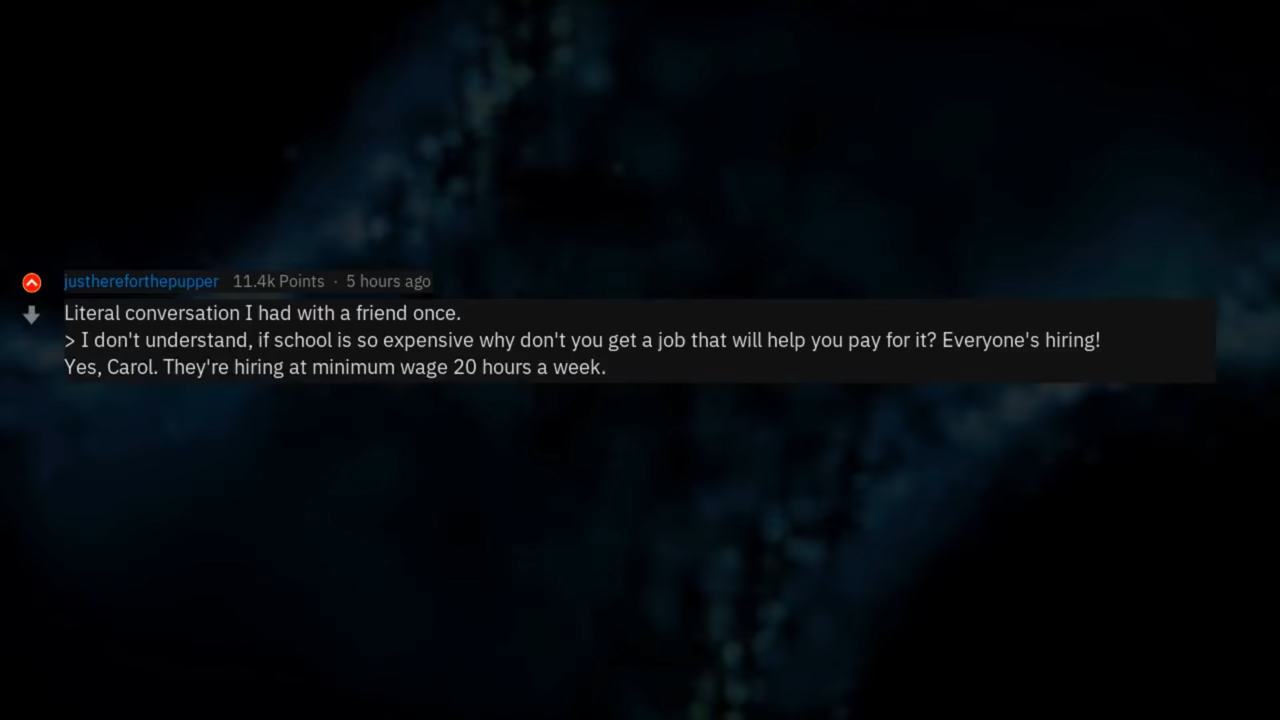 justhereforthepupper 11.4k Points · 5 hours ago
Literal conversation I had with a friend once.
> I don't understand, if school is so expensive why don't you get a job that will help you pay for it? Everyone's hiring!
Yes, Carol. They're hiring at minimum wage 20 hours a week.